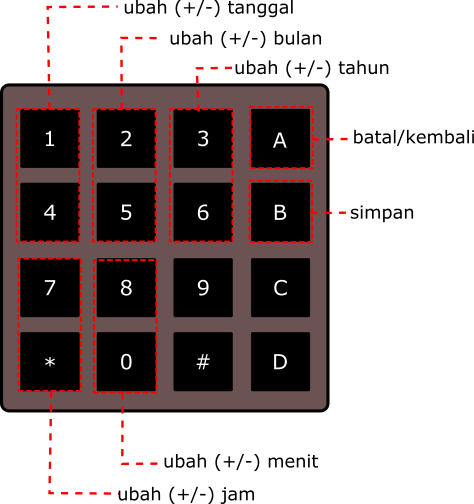 ubah (+/-) tanggal
ubah (+/-) bulan
ubah (+/-) tahun
1 2 3 A
batal/kembali
4 5 6 B
simpan
7 8 9 C
* 0 # D
ubah (+/-) menit
ubah (+/-) jam